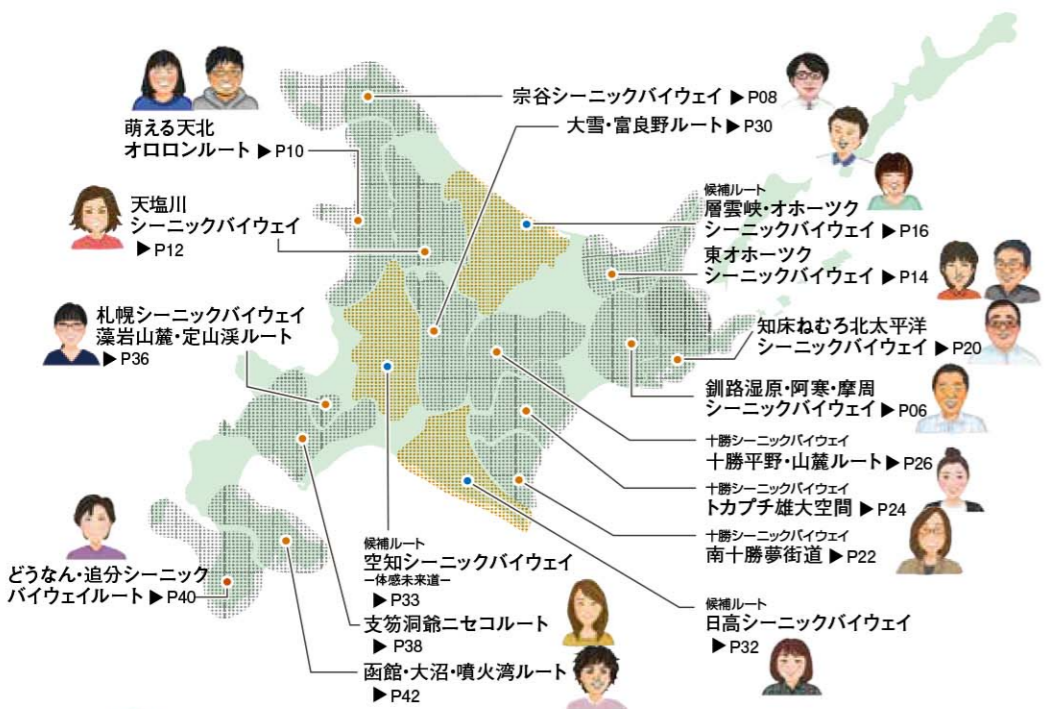 宗谷シーニックバイウェイ ▶P08
大雪・富良野ルート▶P30
萌える天北
オロロンルート ▶P10
天塩川
シーニックバイウェイ
▶P12
候補ルート
層雲峡・オホーツク
シーニックバイウェイ ▶P16
東オホーツク
シーニックバイウェイ ▶P14
札幌シーニックバイウェイ
藻岩山麓・定山渓ルート
▶P36
知床ねむろ北太平洋
シーニックバイウェイ ▶P20
釧路湿原・阿寒・摩周
シーニックバイウェイ ▶P06
十勝シーニックバイウェイ
十勝平野・山麓ルート ▶P26
十勝シーニックバイウェイ
トカプチ雄大空間 ▶P24
十勝シーニックバイウェイ
南十勝夢街道 ▶P22
どうなん・追分シーニック
バイウェイルート ▶P40
候補ルート
空知シーニックバイウェイ
ー体感未来道ー
▶P33
支笏洞爺ニセコルート
▶ P38
函館・大沼・噴火湾ルート
▶P42
候補ルート
日高シーニックバイウェイ
▶P32